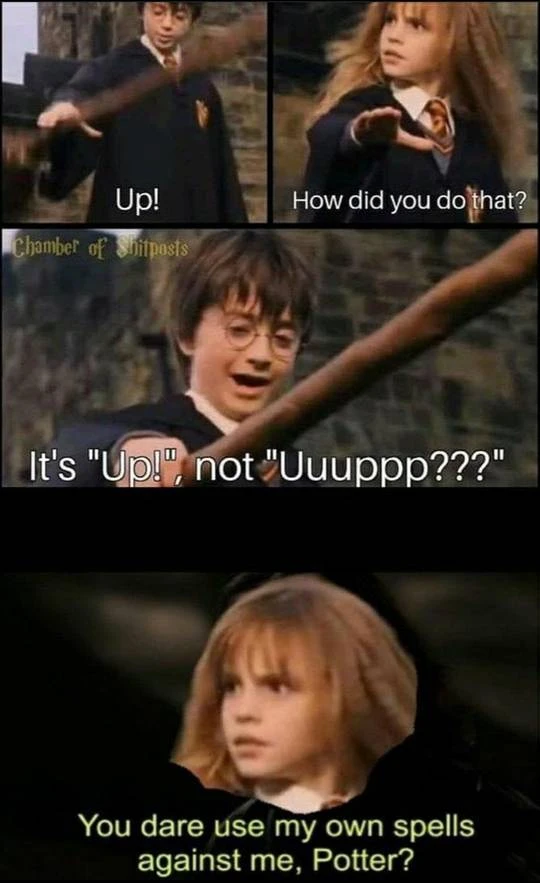 Up!
How did you do that?
Chamber of Shitposts
It's "Up!", not "Uuuppp???"
You dare use my own spells
against me, Potter?